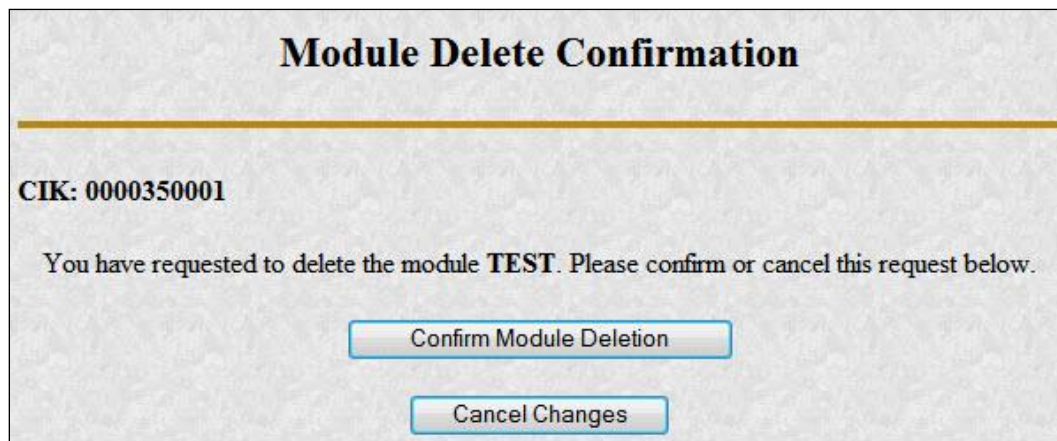 Module Delete Confirmation
CIK: 0000350001
You have requested to delete the module TEST. Please confirm or cancel this request below.
Confirm Module Deletion
Cancel Changes